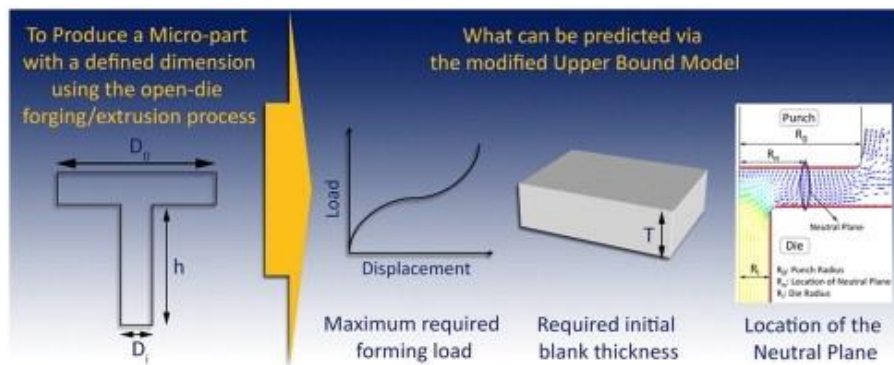 To Produce a Micro-part
with a defined dimension
using the open-die
forging/extrusion process
D₀
h
Dᵢ
What can be predicted via
the modified Upper Bound Model
Load
Displacement
Maximum required
forming load
T
Required initial
blank thickness
Punch
R₀
Rₙ
Neutral Plane
Die
Rᵢ
R₀: Punch Radius
Rₙ: Location of Neutral Plane
Rᵢ: Die Radius
Location of the
Neutral Plane